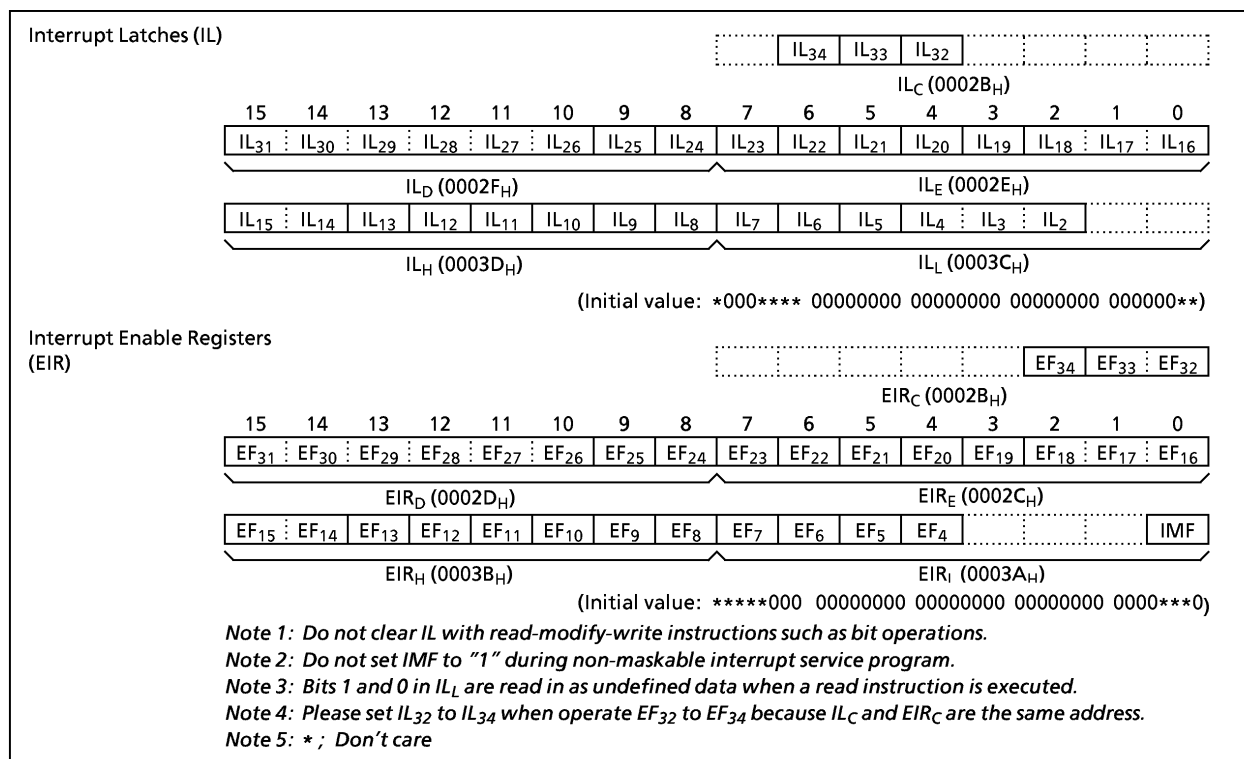 Interrupt Latches (IL)
IL34 IL33 IL32
ILC (0002BH)
15 14 13 12 11 10 9 8 7 6 5 4 3 2 1 0
IL31 IL30 IL29 IL28 IL27 IL26 IL25 IL24 IL23 IL22 IL21 IL20 IL19 IL18 IL17 IL16
ILD (0002FH) ILE (0002EH)
IL15 IL14 IL13 IL12 IL11 IL10 IL9 IL8 IL7 IL6 IL5 IL4 IL3 IL2
ILH (0003DH) ILL (0003CH)
(Initial value: *000**** 00000000 00000000 00000000 000000**)
Interrupt Enable Registers
(EIR)
EF34 EF33 EF32
EIRC (0002BH)
15 14 13 12 11 10 9 8 7 6 5 4 3 2 1 0
EF31 EF30 EF29 EF28 EF27 EF26 EF25 EF24 EF23 EF22 EF21 EF20 EF19 EF18 EF17 EF16
EIRD (0002DH) EIRE (0002CH)
EF15 EF14 EF13 EF12 EF11 EF10 EF9 EF8 EF7 EF6 EF5 EF4 IMF
EIRH (0003BH) EIRI (0003AH)
(Initial value: *****000 00000000 00000000 00000000 0000***0)
Note 1: Do not clear IL with read-modify-write instructions such as bit operations.
Note 2: Do not set IMF to "1" during non-maskable interrupt service program.
Note 3: Bits 1 and 0 in ILL are read in as undefined data when a read instruction is executed.
Note 4: Please set IL32 to IL34 when operate EF32 to EF34 because ILC and EIRC are the same address.
Note 5: * ; Don't care